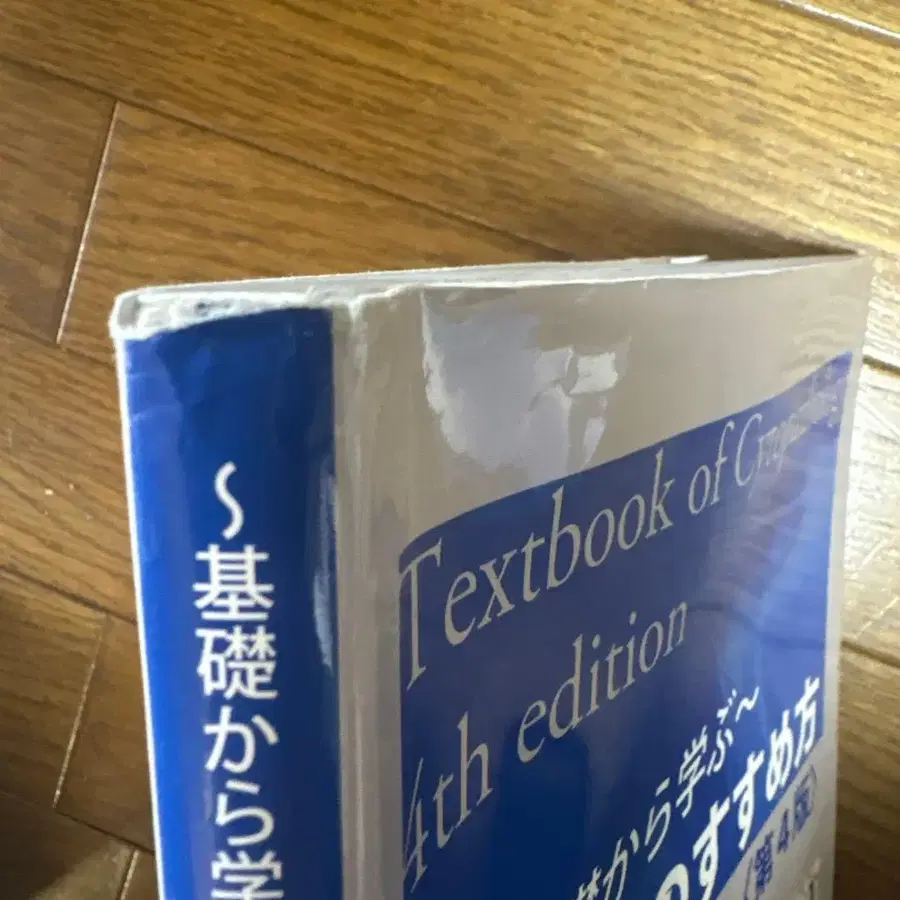 ～基礎から学
Textbook of
4th edition
礎から学ぶ～
のすすめ方
（第4版）